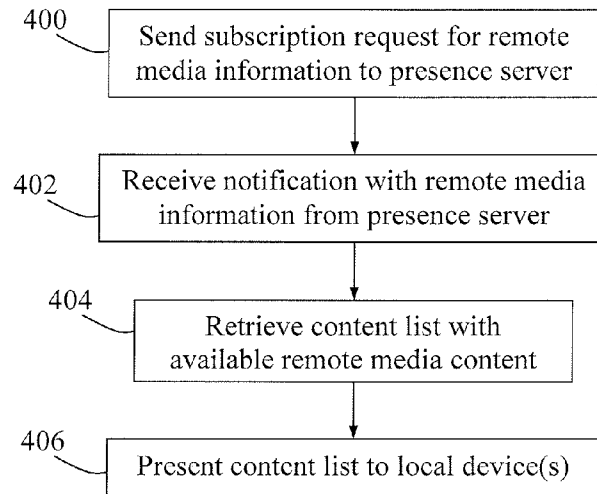 400
Send subscription request for remote
media information to presence server
402
Receive notification with remote media
information from presence server
404
Retrieve content list with
available remote media content
406
Present content list to local device(s)